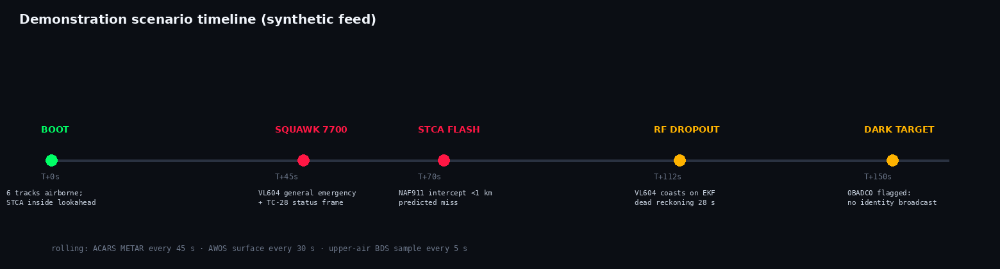 Demonstration scenario timeline (synthetic feed)
BOOT
SQUAWK 7700
STCA FLASH
RF DROPOUT
DARK TARGET
T+0s
T+45s
T+70s
T+112s
T+150s
6 tracks airborne;
STCA inside lookahead
VL604 general emergency
+ TC-28 status frame
NAF911 intercept <1 km
predicted miss
VL604 coasts on EKF
dead reckoning 28 s
0BADC0 flagged:
no identity broadcast
rolling: ACARS METAR every 45 s · AWOS surface every 30 s · upper-air BDS sample every 5 s